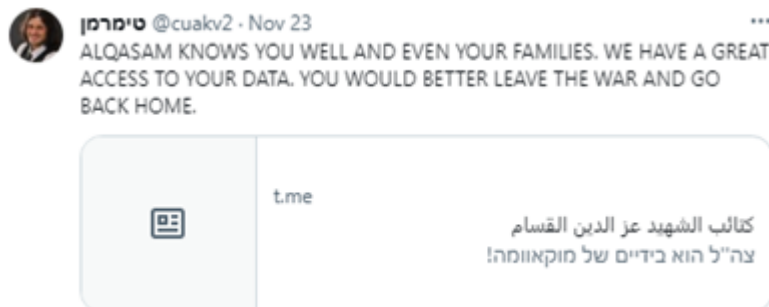 טימרמן @cuakv2 · Nov 23
ALQASAM KNOWS YOU WELL AND EVEN YOUR FAMILIES. WE HAVE A GREAT
ACCESS TO YOUR DATA. YOU WOULD BETTER LEAVE THE WAR AND GO
BACK HOME.
t.me
كتائب الشهيد عز الدين القسام
צה"ל הוא בידיים של מוקאוומה!